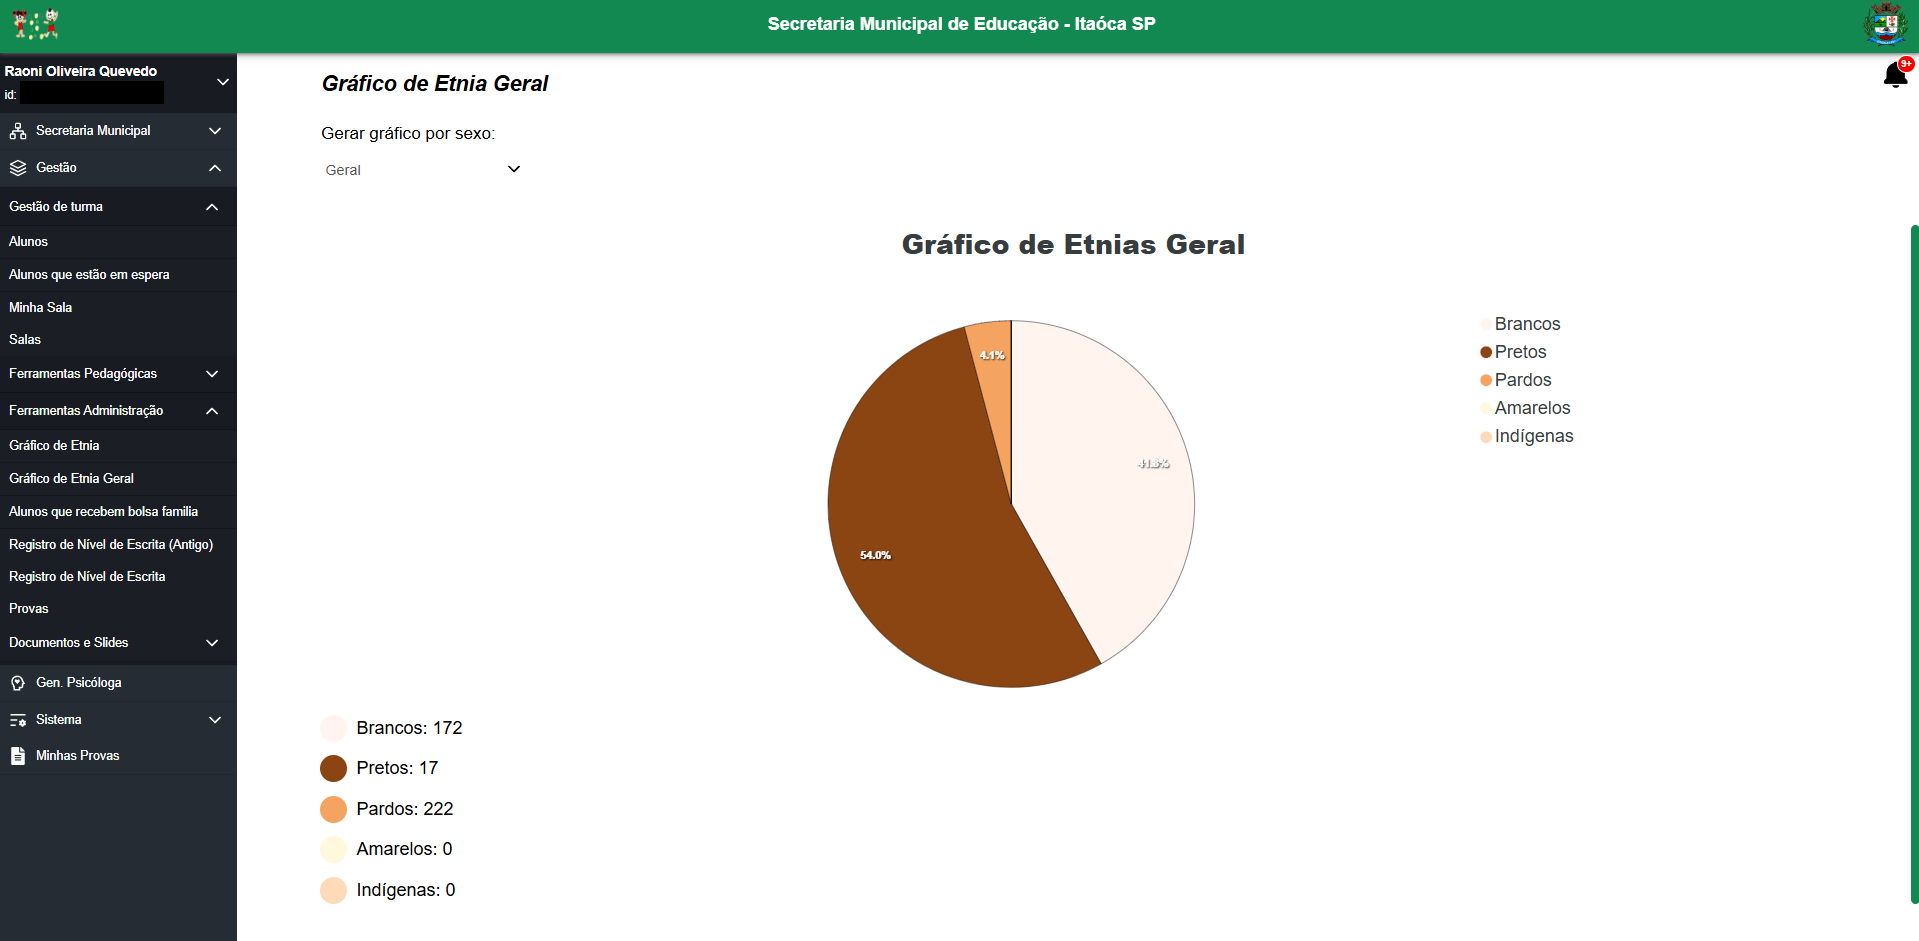 Secretaria Municipal de Educação - Itaóca SP
Raoni Oliveira Quevedo
id:
9+
Secretaria Municipal
Gestão
Gestão de turma
Alunos
Alunos que estão em espera
Minha Sala
Salas
Ferramentas Pedagógicas
Ferramentas Administração
Gráfico de Etnia
Gráfico de Etnia Geral
Alunos que recebem bolsa familia
Registro de Nível de Escrita (Antigo)
Registro de Nível de Escrita
Provas
Documentos e Slides
Gen. Psicóloga
Sistema
Minhas Provas
Gráfico de Etnia Geral
Gerar gráfico por sexo:
Geral
Gráfico de Etnias Geral
4.1%
41.8%
54.0%
Brancos
Pretos
Pardos
Amarelos
Indígenas
Brancos: 172
Pretos: 17
Pardos: 222
Amarelos: 0
Indígenas: 0